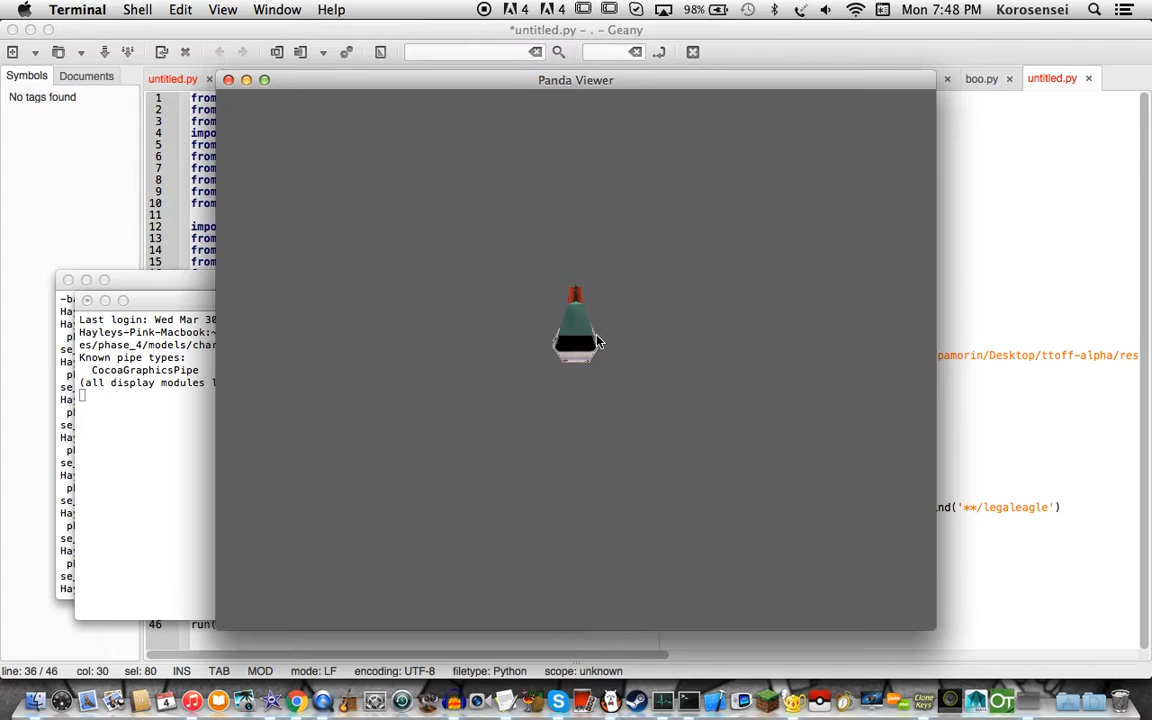 Terminal Shell Edit View Window Help 4 4 98% Mon 7:48 PM Korosensei
*untitled.py - . - Geany
Symbols Documents untitled.py boo.py untitled.py
Panda Viewer
No tags found
1 from
2 from
3 from
4 impo
5 from
6 from
7 from
8 from
9 from
10 from
11
12 impo
13 from
14 from
15 from
-ba
Last login: Wed Mar 30
Hayleys-Pink-Macbook:~
es/phase_4/models/char
Known pipe types:
CocoaGraphicsPipe
(all display modules l
pamorin/Desktop/ttoff-alpha/res
nd('**/legaleagle')
46 run(
line: 36 / 46 col: 30 sel: 80 INS TAB MOD mode: LF encoding: UTF-8 filetype: Python scope: unknown